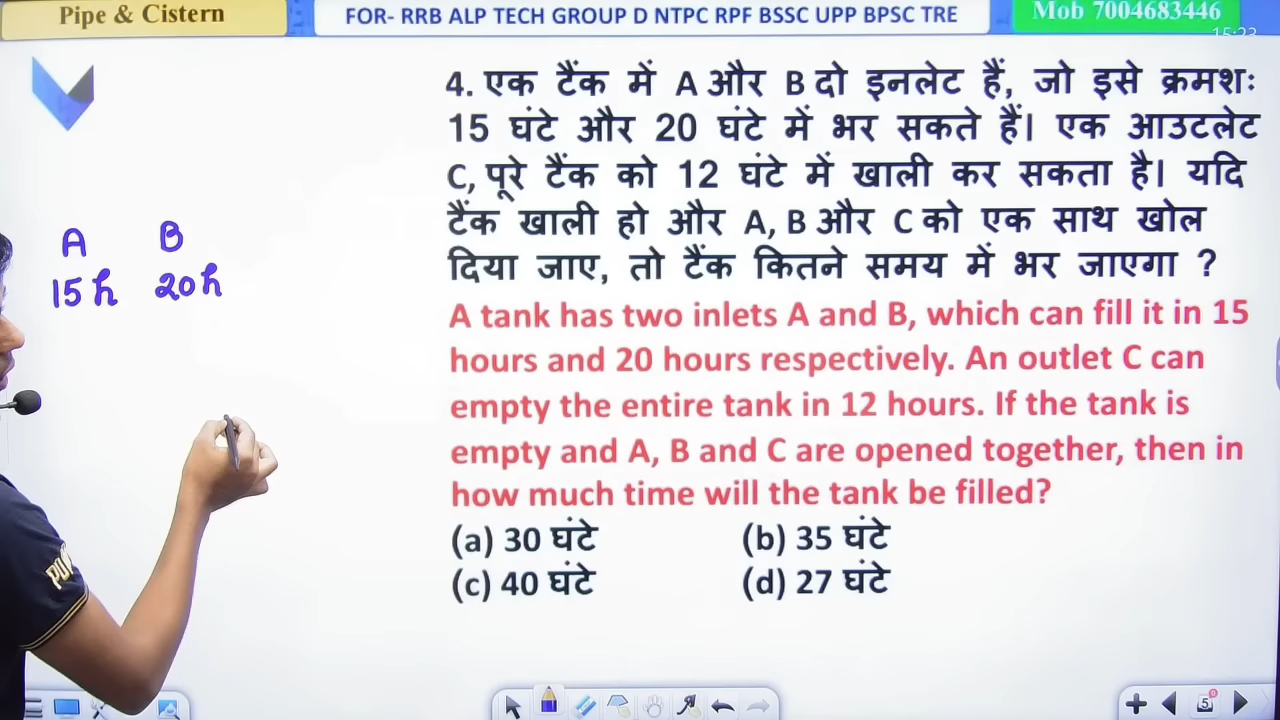 Pipe & Cistern
FOR- RRB ALP TECH GROUP D NTPC RPF BSSC UPP BPSC TRE
Mob 7004683446
15:23
4. एक टैंक में A और B दो इनलेट हैं, जो इसे क्रमशः
15 घंटे और 20 घंटे में भर सकते हैं। एक आउटलेट
C, पूरे टैंक को 12 घंटे में खाली कर सकता है। यदि
टैंक खाली हो और A, B और C को एक साथ खोल
दिया जाए, तो टैंक कितने समय में भर जाएगा ?
A B
15h 20h
A tank has two inlets A and B, which can fill it in 15
hours and 20 hours respectively. An outlet C can
empty the entire tank in 12 hours. If the tank is
empty and A, B and C are opened together, then in
how much time will the tank be filled?
(a) 30 घंटे (b) 35 घंटे
(c) 40 घंटे (d) 27 घंटे
5